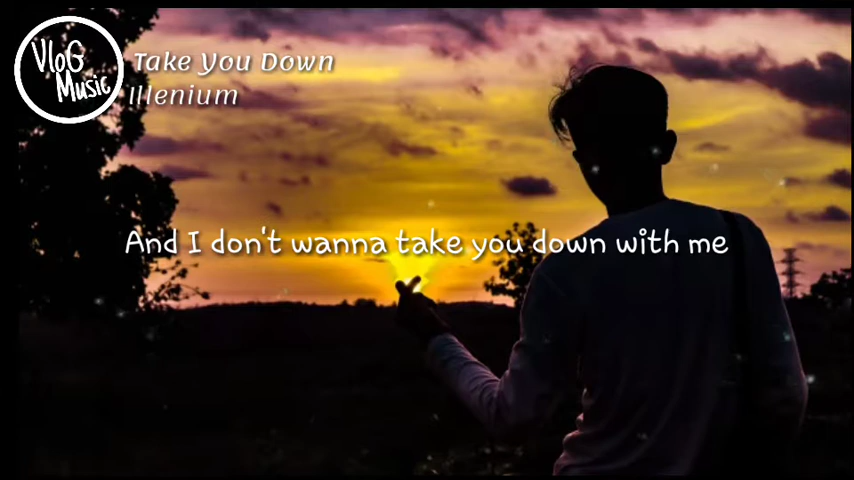 VloG
Music
Take You Down
Illenium
And I don't wanna take you down with me